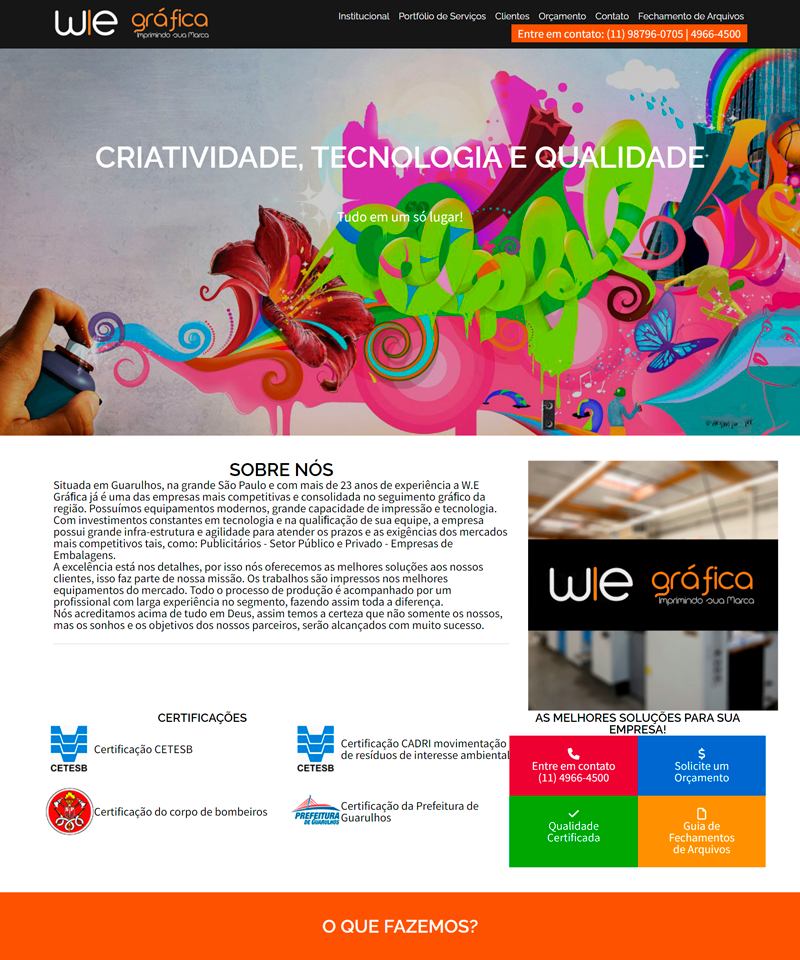 WIE gráfica
Imprimindo sua Marca
Institucional Portfólio de Serviços Clientes Orçamento Contato Fechamento de Arquivos
Entre em contato: (11) 98796-0705 | 4966-4500
CRIATIVIDADE, TECNOLOGIA E QUALIDADE
Tudo em um só lugar!
SOBRE NÓS
Situada em Guarulhos, na grande São Paulo e com mais de 23 anos de experiência a W.E
Gráfica já é uma das empresas mais competitivas e consolidada no seguimento gráfico da
região. Possuímos equipamentos modernos, grande capacidade de impressão e tecnologia.
Com investimentos constantes em tecnologia e na qualificação de sua equipe, a empresa
possui grande infra-estrutura e agilidade para atender os prazos e as exigências dos mercados
mais competitivos tais, como: Publicitários - Setor Público e Privado - Empresas de
Embalagens.
A excelência está nos detalhes, por isso nós oferecemos as melhores soluções aos nossos
clientes, isso faz parte de nossa missão. Os trabalhos são impressos nos melhores
equipamentos do mercado. Todo o processo de produção é acompanhado por um
profissional com larga experiência no segmento, fazendo assim toda a diferença.
Nós acreditamos acima de tudo em Deus, assim temos a certeza que não somente os nossos,
mas os sonhos e os objetivos dos nossos parceiros, serão alcançados com muito sucesso.
WIE gráfica
Imprimindo sua Marca
CERTIFICAÇÕES
CETESB
Certificação CETESB
CETESB
Certificação CADRI movimentação
de resíduos de interesse ambiental
Certificação do corpo de bombeiros
PREFEITURA
DE GUARULHOS
Certificação da Prefeitura de
Guarulhos
AS MELHORES SOLUÇÕES PARA SUA
EMPRESA!
Entre em contato
(11) 4966-4500
Solicite um
Orçamento
Qualidade
Certificada
Guia de
Fechamentos
de Arquivos
O QUE FAZEMOS?